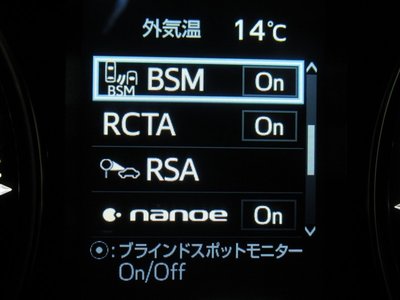 外気温 14℃
BSM BSM On
RCTA On
RSA
nanoe On
⦿:ブラインドスポットモニター
On/Off